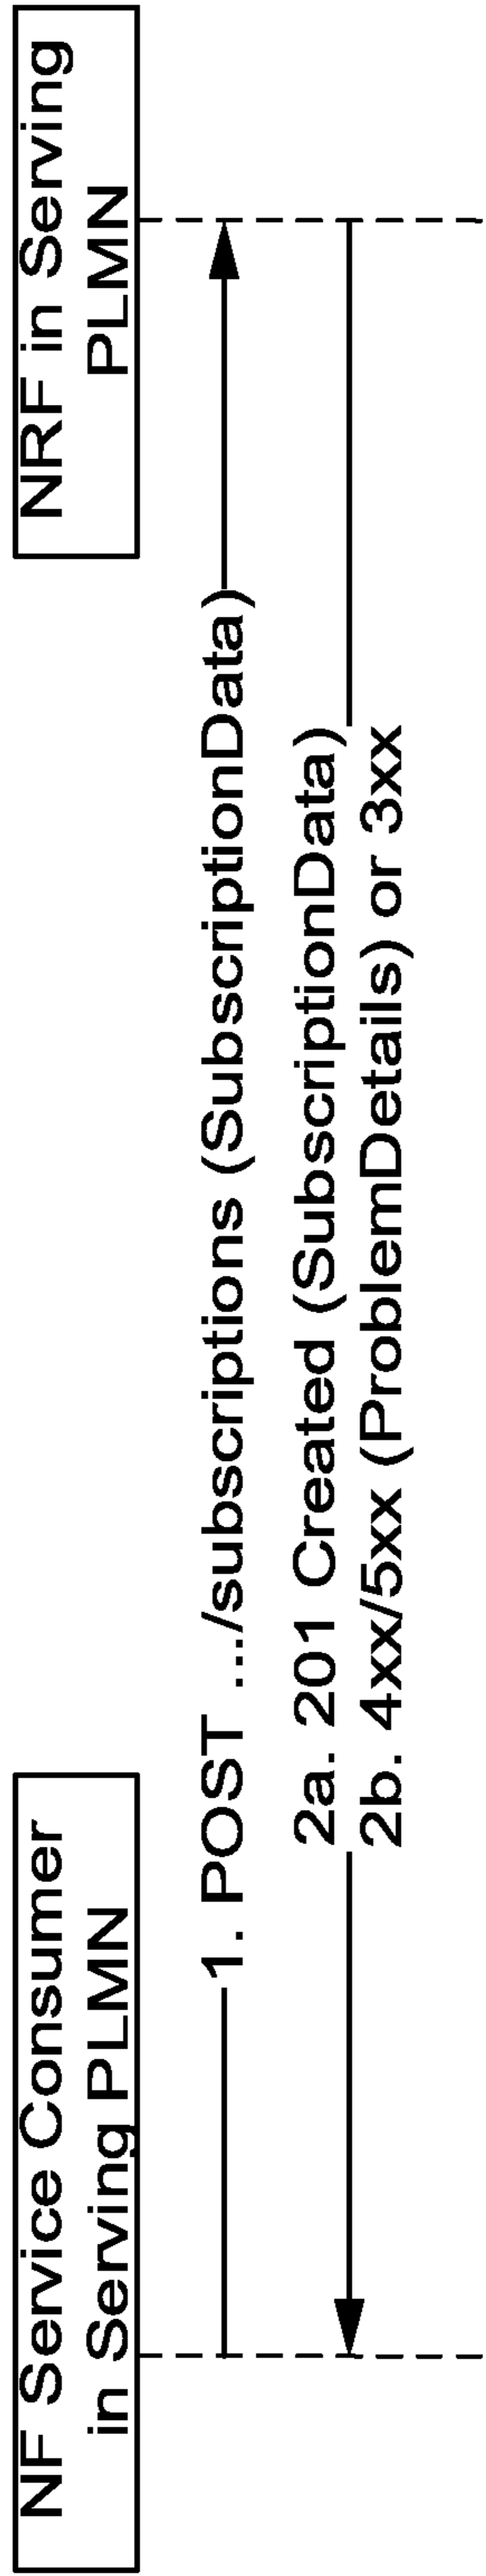 NF Service Consumer
in Serving PLMN
NRF in Serving
PLMN
1. POST .../subscriptions (SubscriptionData)
2a. 201 Created (SubscriptionData)
2b. 4xx/5xx (ProblemDetails) or 3xx